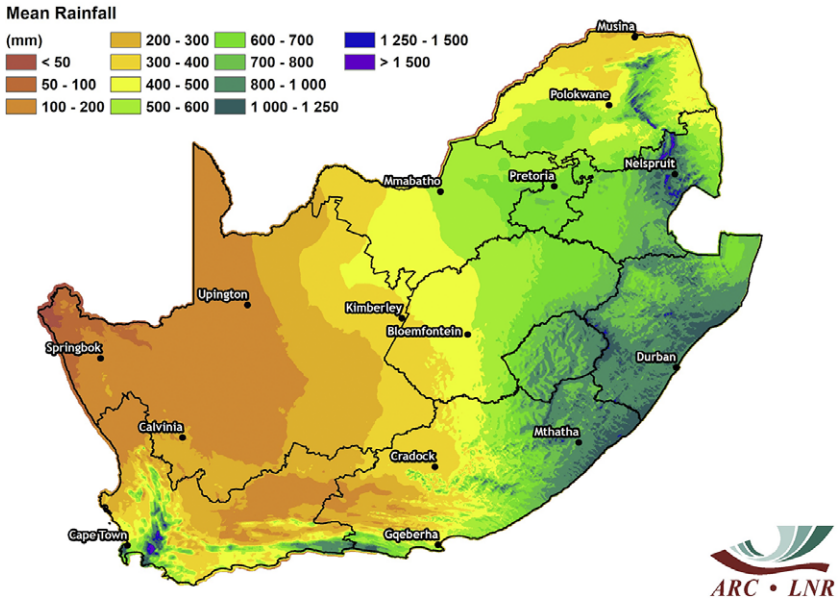 Mean Rainfall
(mm)
< 50
50 - 100
100 - 200
200 - 300
300 - 400
400 - 500
500 - 600
600 - 700
700 - 800
800 - 1 000
1 000 - 1 250
1 250 - 1 500
> 1 500
Musina
Polokwane
Nelspruit
Pretoria
Mmabatho
Upington
Kimberley
Bloemfontein
Springbok
Durban
Calvinia
Mthatha
Cradock
Cape Town
Gqeberha
ARC • LNR